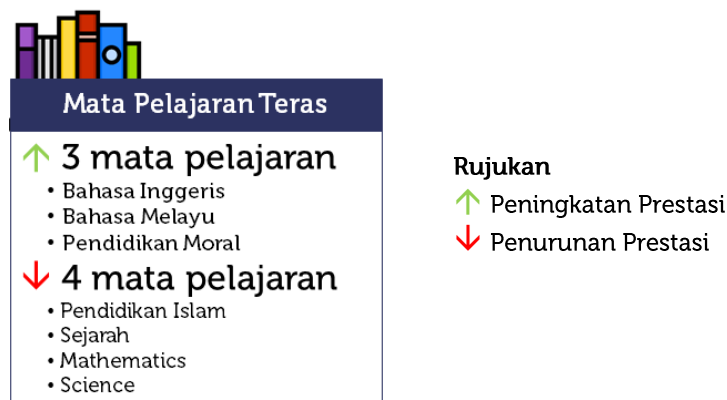 Mata Pelajaran Teras
↑ 3 mata pelajaran
• Bahasa Inggeris
• Bahasa Melayu
• Pendidikan Moral
↓ 4 mata pelajaran
• Pendidikan Islam
• Sejarah
• Mathematics
• Science
Rujukan
↑ Peningkatan Prestasi
↓ Penurunan Prestasi